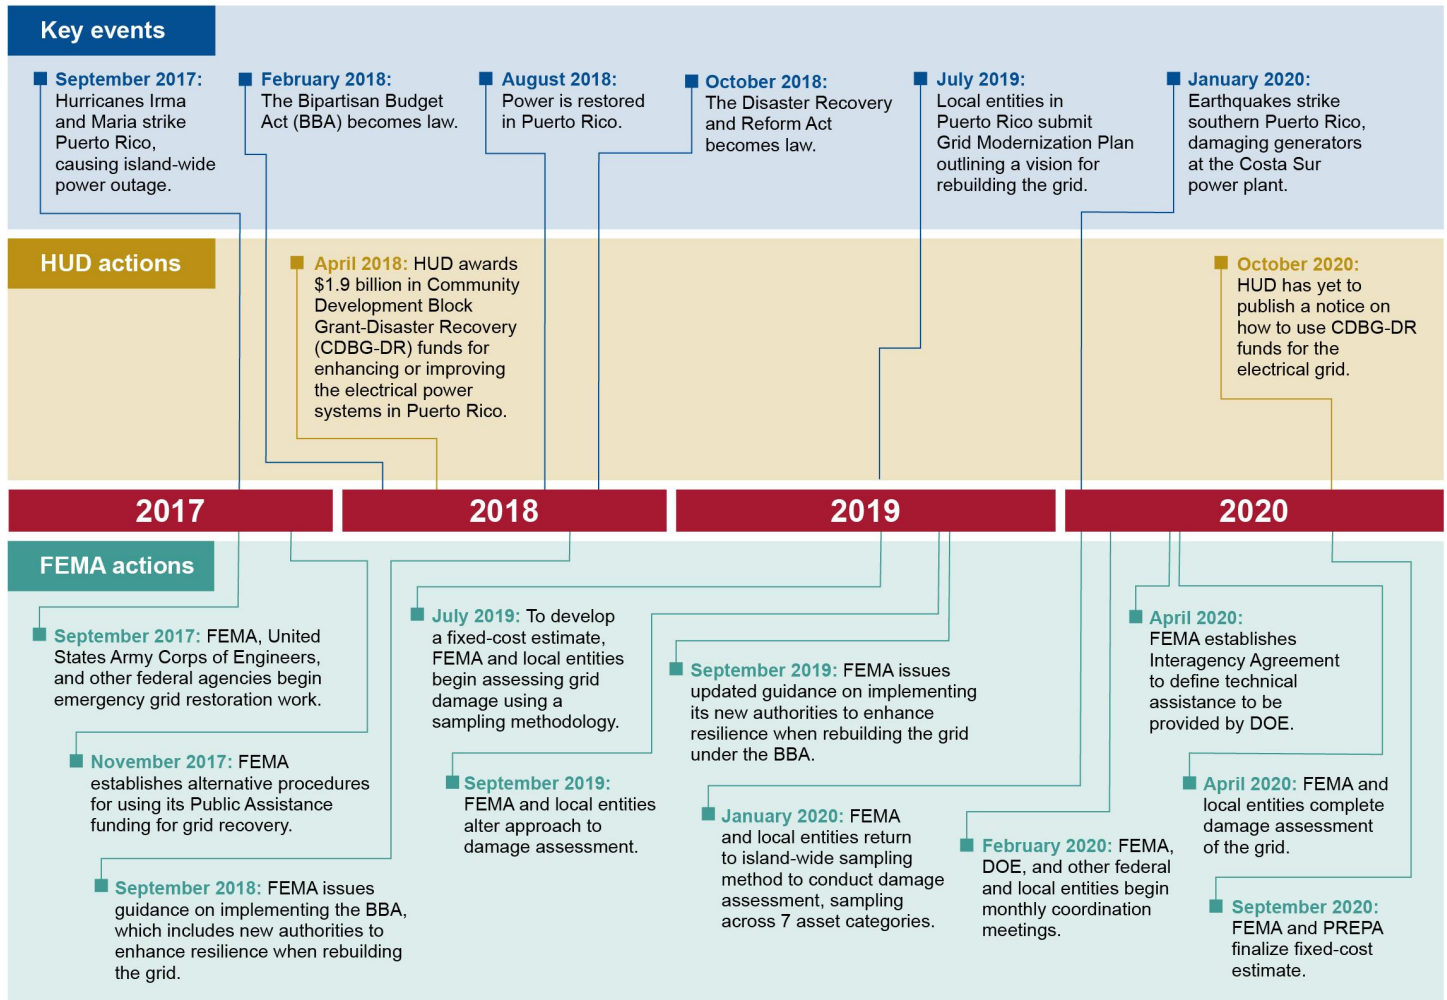 Key events
September 2017:
Hurricanes Irma
and Maria strike
Puerto Rico,
causing island-wide
power outage.
February 2018:
The Bipartisan Budget
Act (BBA) becomes law.
August 2018:
Power is restored
in Puerto Rico.
October 2018:
The Disaster Recovery
and Reform Act
becomes law.
July 2019:
Local entities in
Puerto Rico submit
Grid Modernization Plan
outlining a vision for
rebuilding the grid.
January 2020:
Earthquakes strike
southern Puerto Rico,
damaging generators
at the Costa Sur
power plant.
HUD actions
April 2018: HUD awards
$1.9 billion in Community
Development Block
Grant-Disaster Recovery
(CDBG-DR) funds for
enhancing or improving
the electrical power
systems in Puerto Rico.
October 2020:
HUD has yet to
publish a notice on
how to use CDBG-DR
funds for the
electrical grid.
2017
2018
2019
2020
FEMA actions
September 2017: FEMA, United
States Army Corps of Engineers,
and other federal agencies begin
emergency grid restoration work.
November 2017: FEMA
establishes alternative procedures
for using its Public Assistance
funding for grid recovery.
September 2018: FEMA issues
guidance on implementing the BBA,
which includes new authorities to
enhance resilience when rebuilding
the grid.
July 2019: To develop
a fixed-cost estimate,
FEMA and local entities
begin assessing grid
damage using a
sampling methodology.
September 2019:
FEMA and local entities
alter approach to
damage assessment.
September 2019: FEMA issues
updated guidance on implementing
its new authorities to enhance
resilience when rebuilding the grid
under the BBA.
January 2020: FEMA
and local entities return
to island-wide sampling
method to conduct damage
assessment, sampling
across 7 asset categories.
February 2020: FEMA,
DOE, and other federal
and local entities begin
monthly coordination
meetings.
April 2020:
FEMA establishes
Interagency Agreement
to define technical
assistance to be
provided by DOE.
April 2020: FEMA and
local entities complete
damage assessment
of the grid.
September 2020:
FEMA and PREPA
finalize fixed-cost
estimate.